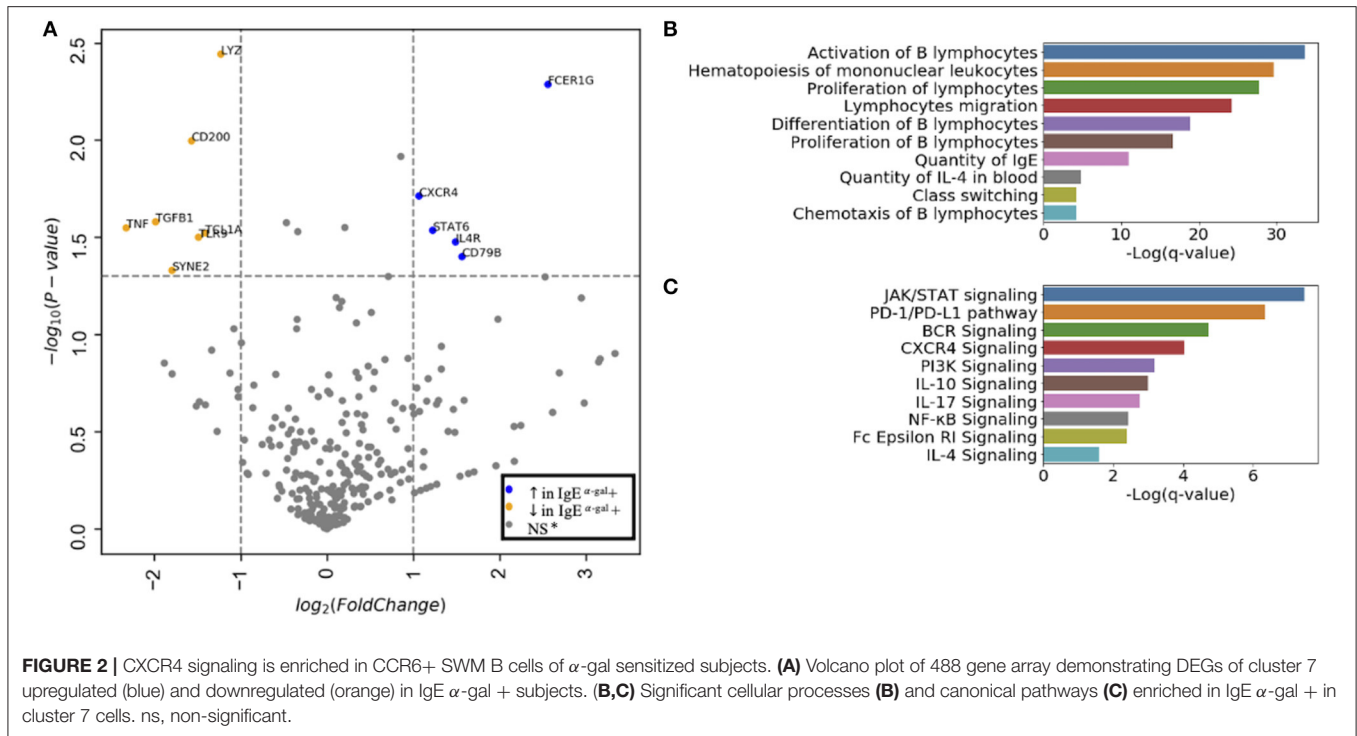 A
2.5
2.0
1.5
1.0
0.5
0.0
−log₁₀(P − value)
LYZ
FCER1G
CD200
CXCR4
TGFB1
TNF
TCL1A
TLR9
STAT6
IL4R
CD79B
SYNE2
↑ in IgE α-gal+
↓ in IgE α-gal+
NS*
-2
-1
0
1
2
3
log₂(FoldChange)
B
Activation of B lymphocytes
Hematopoiesis of mononuclear leukocytes
Proliferation of lymphocytes
Lymphocytes migration
Differentiation of B lymphocytes
Proliferation of B lymphocytes
Quantity of IgE
Quantity of IL-4 in blood
Class switching
Chemotaxis of B lymphocytes
0 10 20 30
-Log(q-value)
C
JAK/STAT signaling
PD-1/PD-L1 pathway
BCR Signaling
CXCR4 Signaling
PI3K Signaling
IL-10 Signaling
IL-17 Signaling
NF-κB Signaling
Fc Epsilon RI Signaling
IL-4 Signaling
0 2 4 6
-Log(q-value)
FIGURE 2 | CXCR4 signaling is enriched in CCR6+ SWM B cells of α-gal sensitized subjects. (A) Volcano plot of 488 gene array demonstrating DEGs of cluster 7
upregulated (blue) and downregulated (orange) in IgE α-gal + subjects. (B,C) Significant cellular processes (B) and canonical pathways (C) enriched in IgE α-gal + in
cluster 7 cells. ns, non-significant.